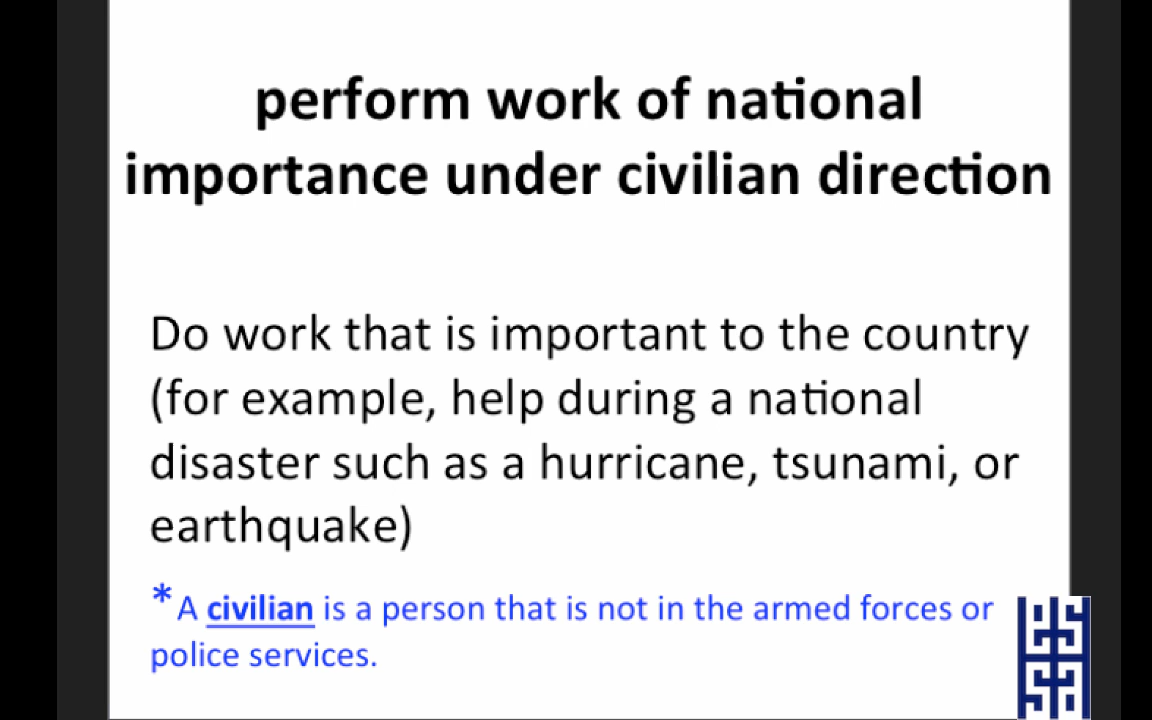 perform work of national
importance under civilian direction
Do work that is important to the country
(for example, help during a national
disaster such as a hurricane, tsunami, or
earthquake)
*A civilian is a person that is not in the armed forces or
police services.